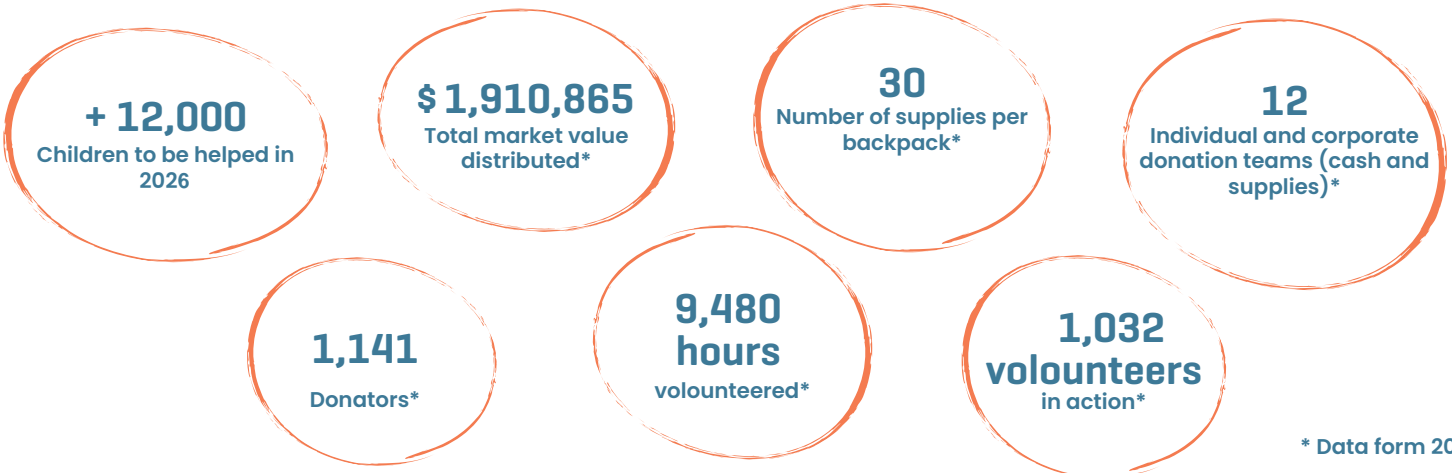 + 12,000
Children to be helped in
2026
$ 1,910,865
Total market value
distributed*
30
Number of supplies per
backpack*
12
Individual and corporate
donation teams (cash and
supplies)*
1,141
Donators*
9,480
hours
volounteered*
1,032
volounteers
in action*
* Data form